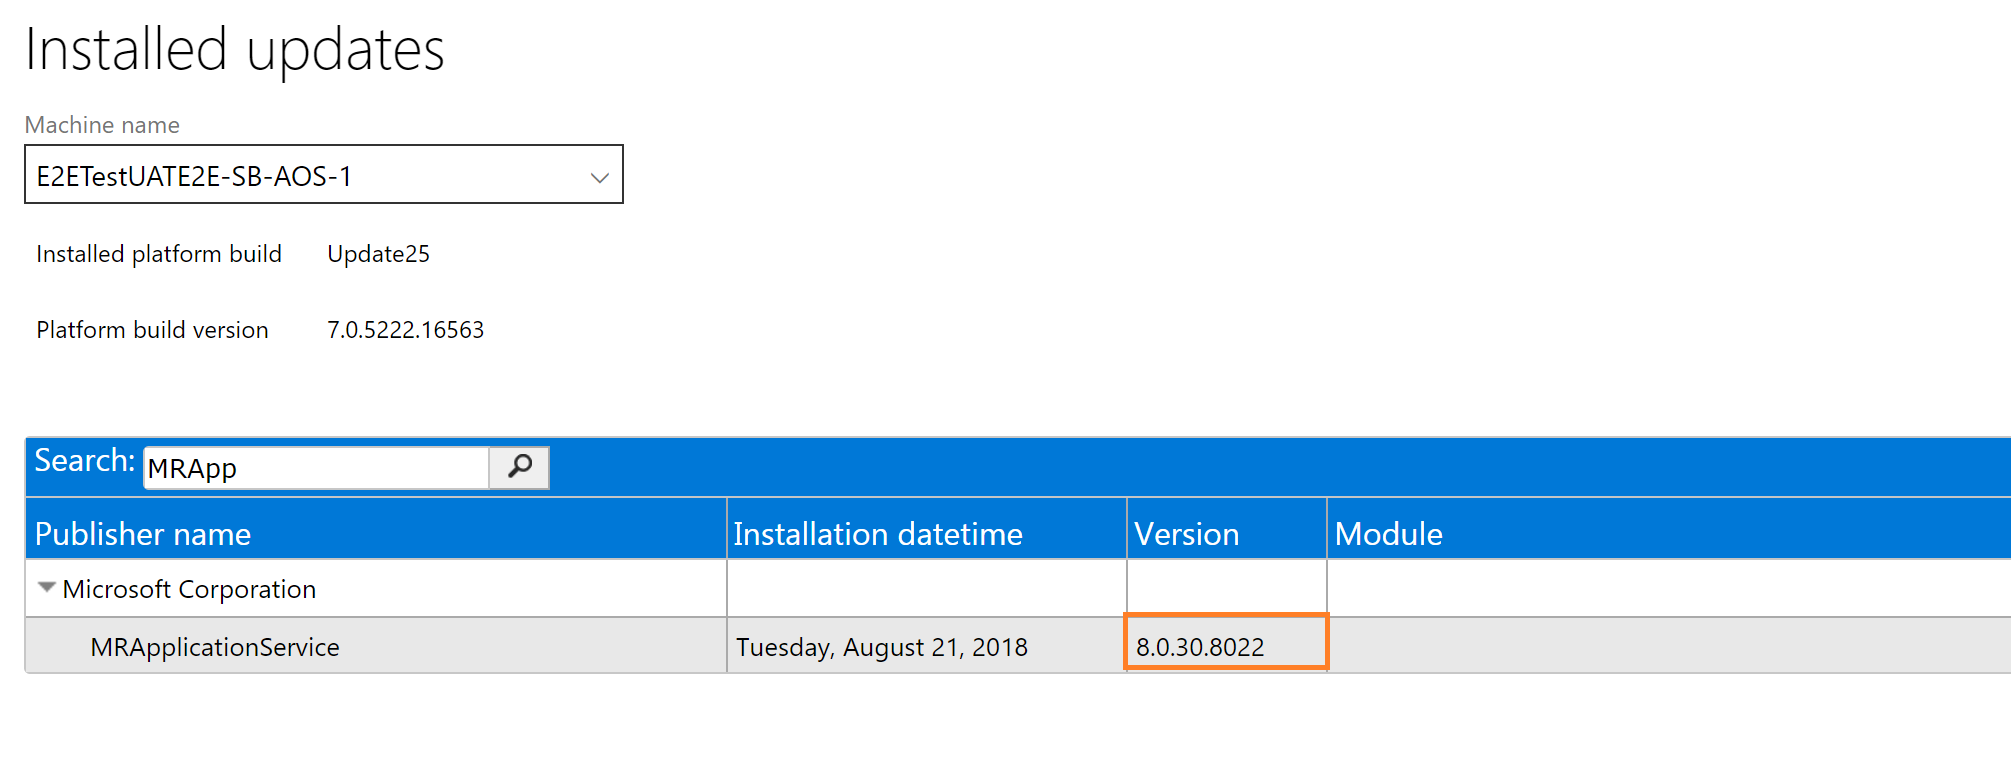 Installed updates
Machine name
E2ETestUATE2E-SB-AOS-1
Installed platform build Update25
Platform build version 7.0.5222.16563
Search: MRApp
Publisher name Installation datetime Version Module
Microsoft Corporation
MRApplicationService Tuesday, August 21, 2018 8.0.30.8022